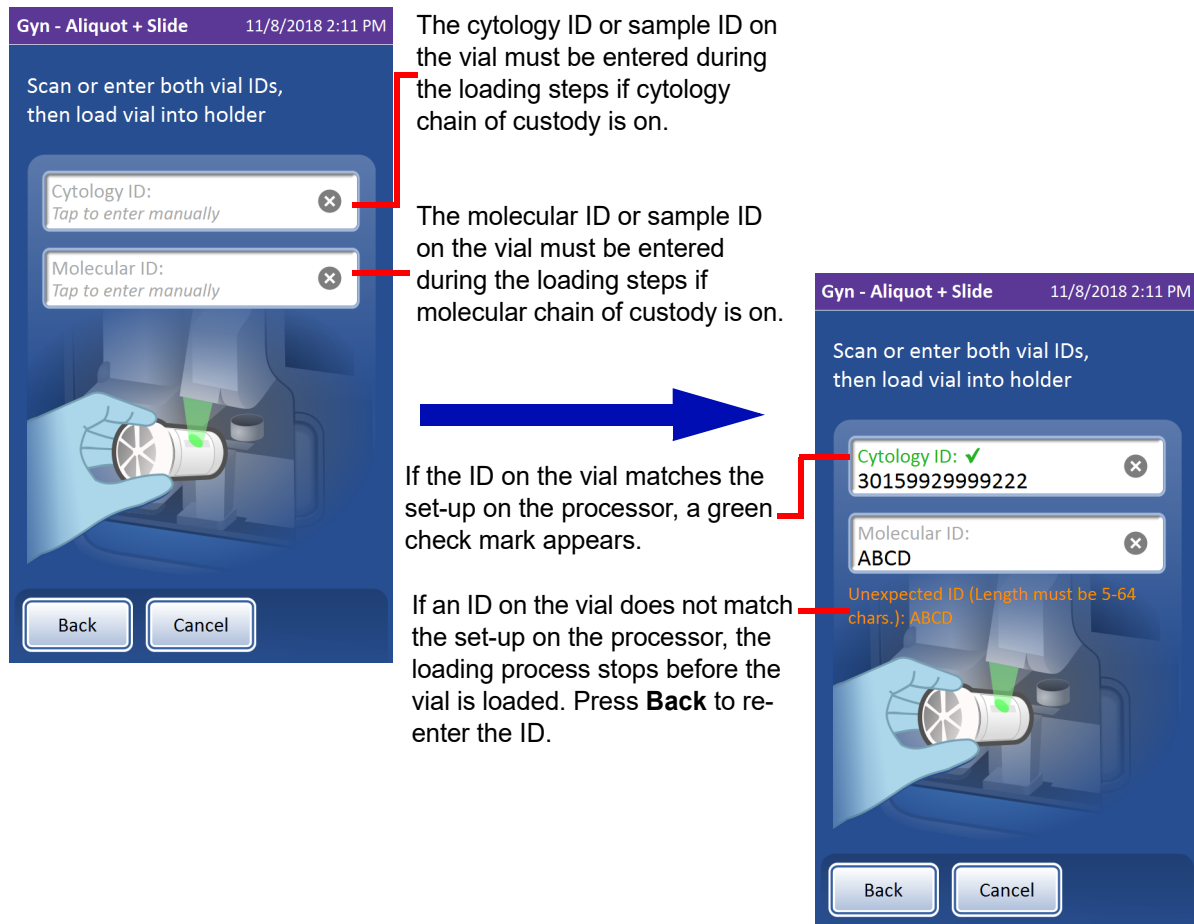 Gyn - Aliquot + Slide 11/8/2018 2:11 PM
Scan or enter both vial IDs,
then load vial into holder
Cytology ID:
Tap to enter manually
Molecular ID:
Tap to enter manually
Back Cancel
The cytology ID or sample ID on
the vial must be entered during
the loading steps if cytology
chain of custody is on.
The molecular ID or sample ID
on the vial must be entered
during the loading steps if
molecular chain of custody is on.
If the ID on the vial matches the
set-up on the processor, a green
check mark appears.
If an ID on the vial does not match
the set-up on the processor, the
loading process stops before the
vial is loaded. Press Back to re-
enter the ID.
Gyn - Aliquot + Slide 11/8/2018 2:11 PM
Scan or enter both vial IDs,
then load vial into holder
Cytology ID: ✔
30159929999222
Molecular ID:
ABCD
Unexpected ID (Length must be 5-64
chars.): ABCD
Back Cancel